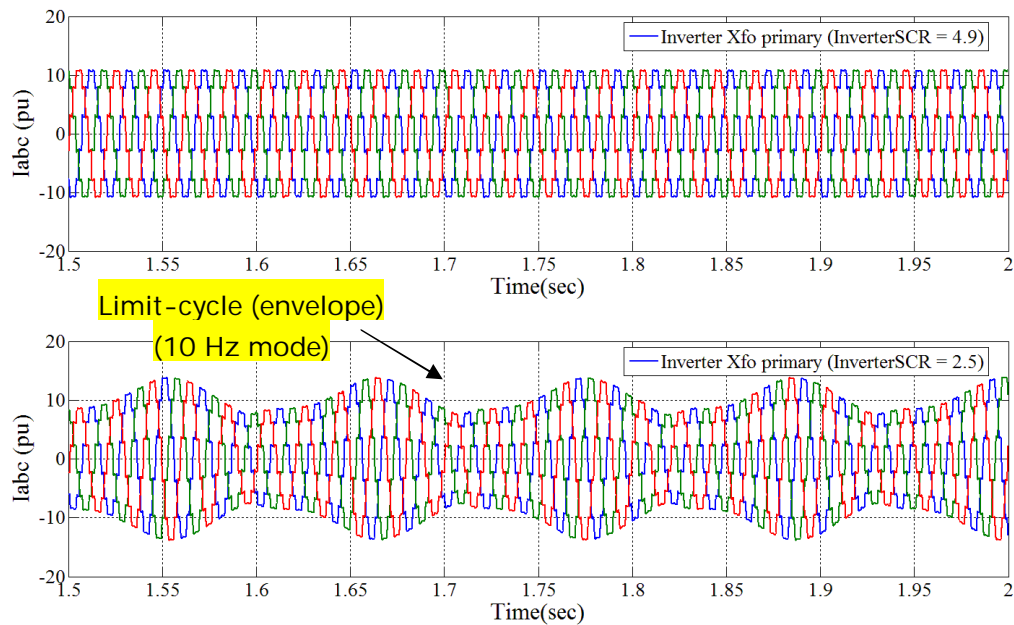 20
10
0
-10
-20
Iabc (pu)
Inverter Xfo primary (InverterSCR = 4.9)
1.5 1.55 1.6 1.65 1.7 1.75 1.8 1.85 1.9 1.95 2
Time(sec)
Limit-cycle (envelope)
(10 Hz mode)
20
10
0
-10
-20
Iabc (pu)
Inverter Xfo primary (InverterSCR = 2.5)
1.5 1.55 1.6 1.65 1.7 1.75 1.8 1.85 1.9 1.95 2
Time(sec)